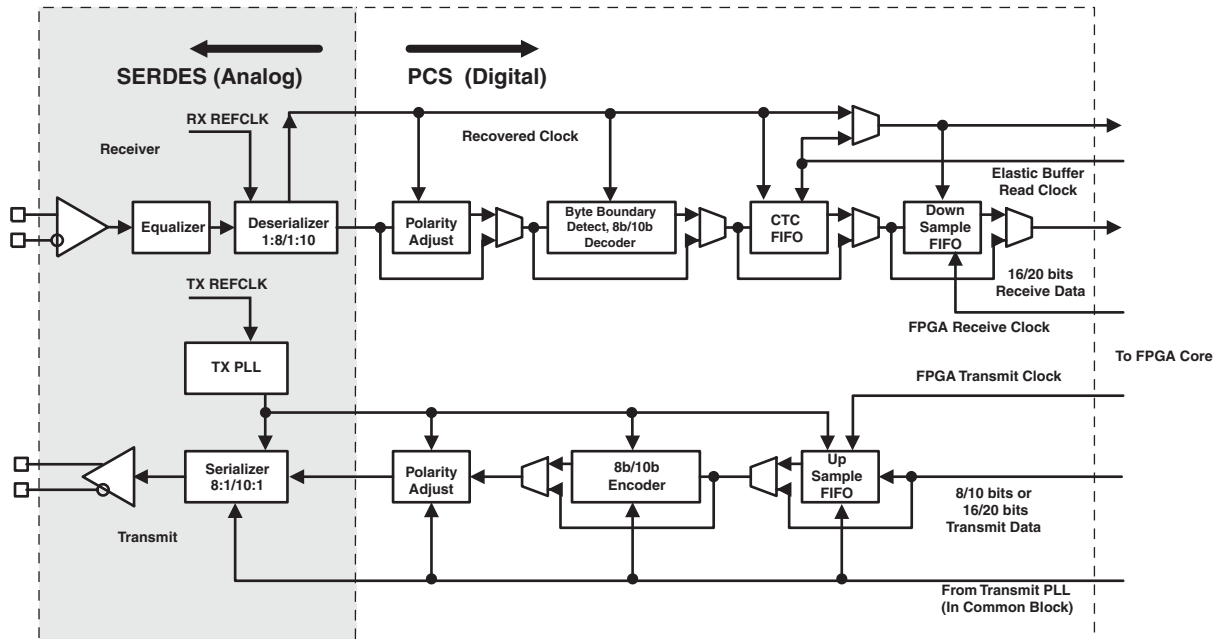 SERDES (Analog)
PCS (Digital)
RX REFCLK
Receiver
Recovered Clock
Elastic Buffer
Read Clock
Equalizer
Deserializer
1:8/1:10
Polarity
Adjust
Byte Boundary
Detect, 8b/10b
Decoder
CTC
FIFO
Down
Sample
FIFO
16/20 bits
Receive Data
TX REFCLK
FPGA Receive Clock
TX PLL
To FPGA Core
FPGA Transmit Clock
Serializer
8:1/10:1
Polarity
Adjust
8b/10b
Encoder
Up
Sample
FIFO
8/10 bits or
16/20 bits
Transmit Data
Transmit
From Transmit PLL
(In Common Block)